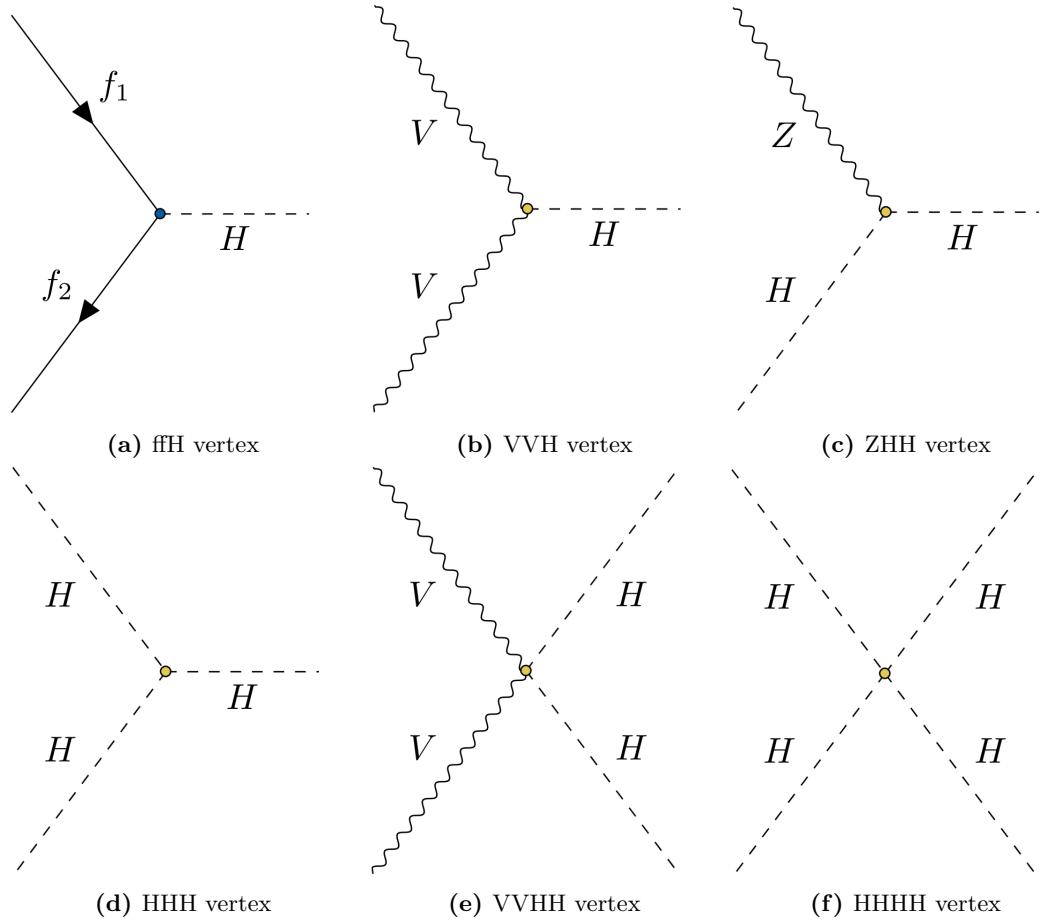 f₁
f₂
H
(a) ffH vertex
V
V
H
(b) VVH vertex
Z
H
H
(c) ZHH vertex
H
H
H
(d) HHH vertex
V
H
V
H
(e) VVHH vertex
H
H
H
H
(f) HHHH vertex